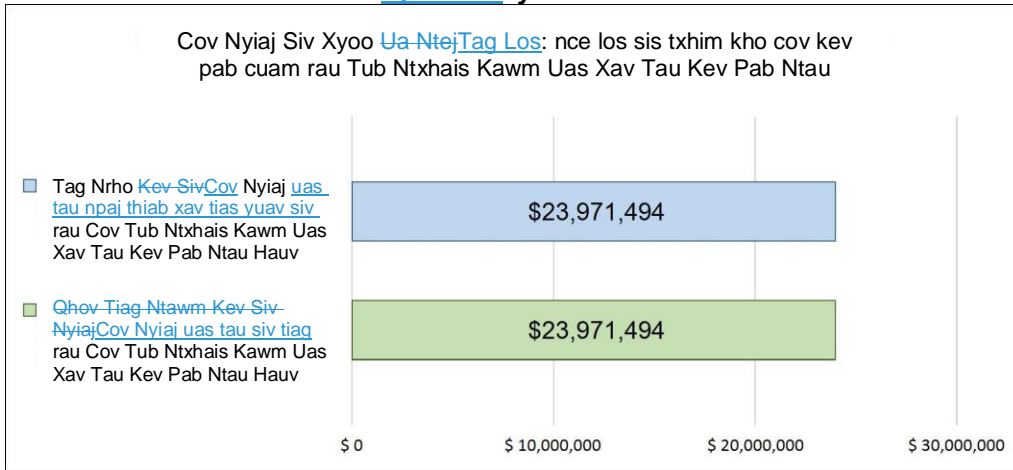 Cov Nyiaj Siv Xyoo Ua NtejTag Los: nce los sis txhim kho cov kev
pab cuam rau Tub Ntxhais Kawm Uas Xav Tau Kev Pab Ntau
Tag Nrho Kev SivCov Nyiaj uas
tau npaj thiab xav tias yuav siv
rau Cov Tub Ntxhais Kawm Uas
Xav Tau Kev Pab Ntau Hauv
$23,971,494
Qhov Tiag Ntawm Kev Siv
NyiajCov Nyiaj uas tau siv tiag
rau Cov Tub Ntxhais Kawm Uas
Xav Tau Kev Pab Ntau Hauv
$23,971,494
$ 0
$ 10,000,000
$ 20,000,000
$ 30,000,000